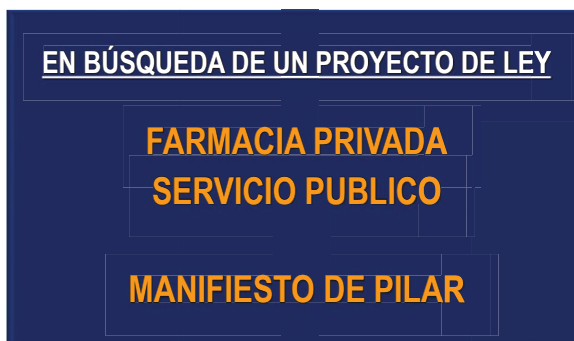 EN BÚSQUEDA DE UN PROYECTO DE LEY
FARMACIA PRIVADA
SERVICIO PUBLICO
MANIFIESTO DE PILAR